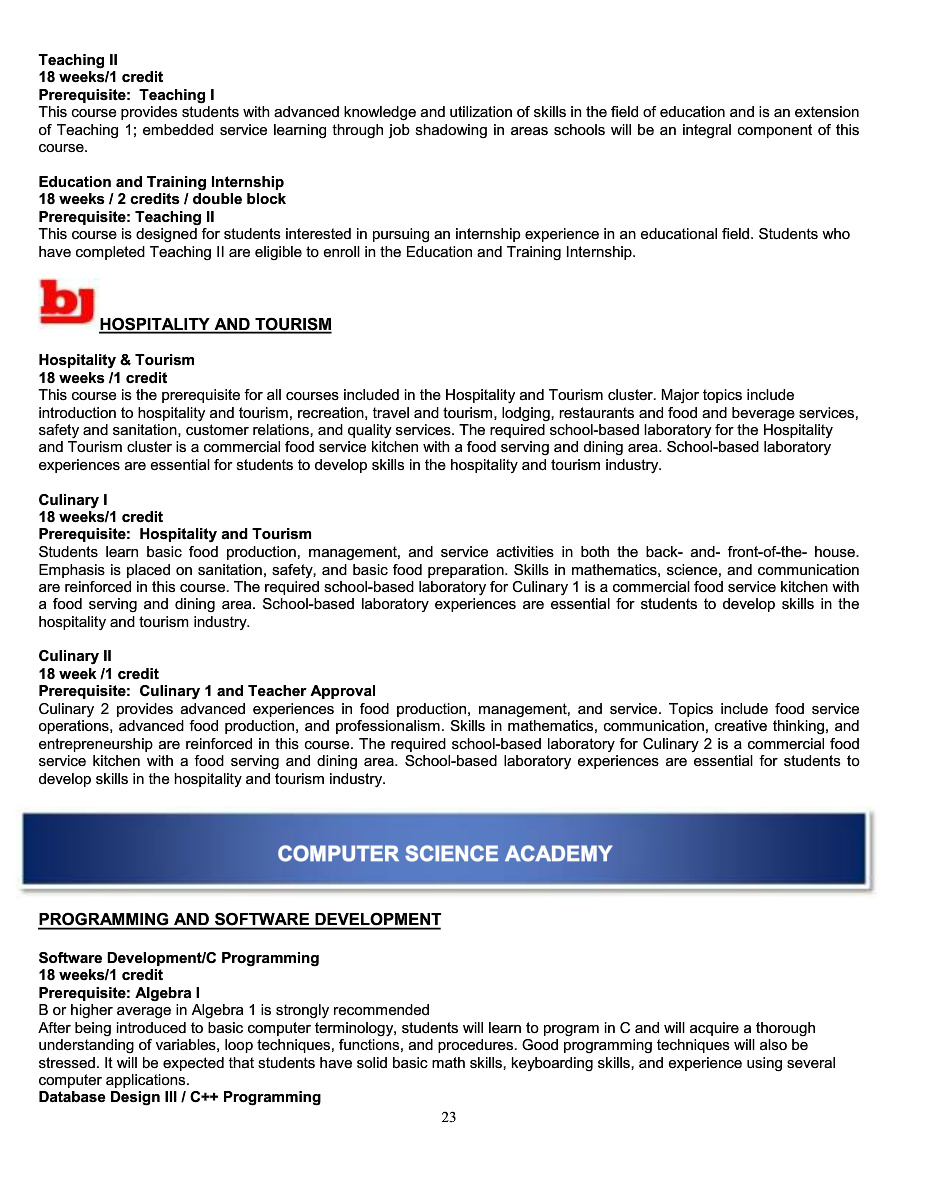 Teaching II
18 weeks/1 credit
Prerequisite:  Teaching I
This course provides students with advanced knowledge and utilization of skills in the field of education and is an extension
of Teaching 1; embedded service learning through job shadowing in areas schools will be an integral component of this
course.
Education and Training Internship
18 weeks / 2 credits / double block
Prerequisite: Teaching II
This course is designed for students interested in pursuing an internship experience in an educational field. Students who
have completed Teaching II are eligible to enroll in the Education and Training Internship.
bj
HOSPITALITY AND TOURISM
Hospitality & Tourism
18 weeks /1 credit
This course is the prerequisite for all courses included in the Hospitality and Tourism cluster. Major topics include
introduction to hospitality and tourism, recreation, travel and tourism, lodging, restaurants and food and beverage services,
safety and sanitation, customer relations, and quality services. The required school-based laboratory for the Hospitality
and Tourism cluster is a commercial food service kitchen with a food serving and dining area. School-based laboratory
experiences are essential for students to develop skills in the hospitality and tourism industry.
Culinary I
18 weeks/1 credit
Prerequisite:  Hospitality and Tourism
Students learn basic food production, management, and service activities in both the back- and- front-of-the- house.
Emphasis is placed on sanitation, safety, and basic food preparation. Skills in mathematics, science, and communication
are reinforced in this course. The required school-based laboratory for Culinary 1 is a commercial food service kitchen with
a food serving and dining area. School-based laboratory experiences are essential for students to develop skills in the
hospitality and tourism industry.
Culinary II
18 week /1 credit
Prerequisite:  Culinary 1 and Teacher Approval
Culinary 2 provides advanced experiences in food production, management, and service. Topics include food service
operations, advanced food production, and professionalism. Skills in mathematics, communication, creative thinking, and
entrepreneurship are reinforced in this course. The required school-based laboratory for Culinary 2 is a commercial food
service kitchen with a food serving and dining area. School-based laboratory experiences are essential for students to
develop skills in the hospitality and tourism industry.
COMPUTER SCIENCE ACADEMY
PROGRAMMING AND SOFTWARE DEVELOPMENT
Software Development/C Programming
18 weeks/1 credit
Prerequisite: Algebra I
B or higher average in Algebra 1 is strongly recommended
After being introduced to basic computer terminology, students will learn to program in C and will acquire a thorough
understanding of variables, loop techniques, functions, and procedures. Good programming techniques will also be
stressed. It will be expected that students have solid basic math skills, keyboarding skills, and experience using several
computer applications.
Database Design III / C++ Programming
23